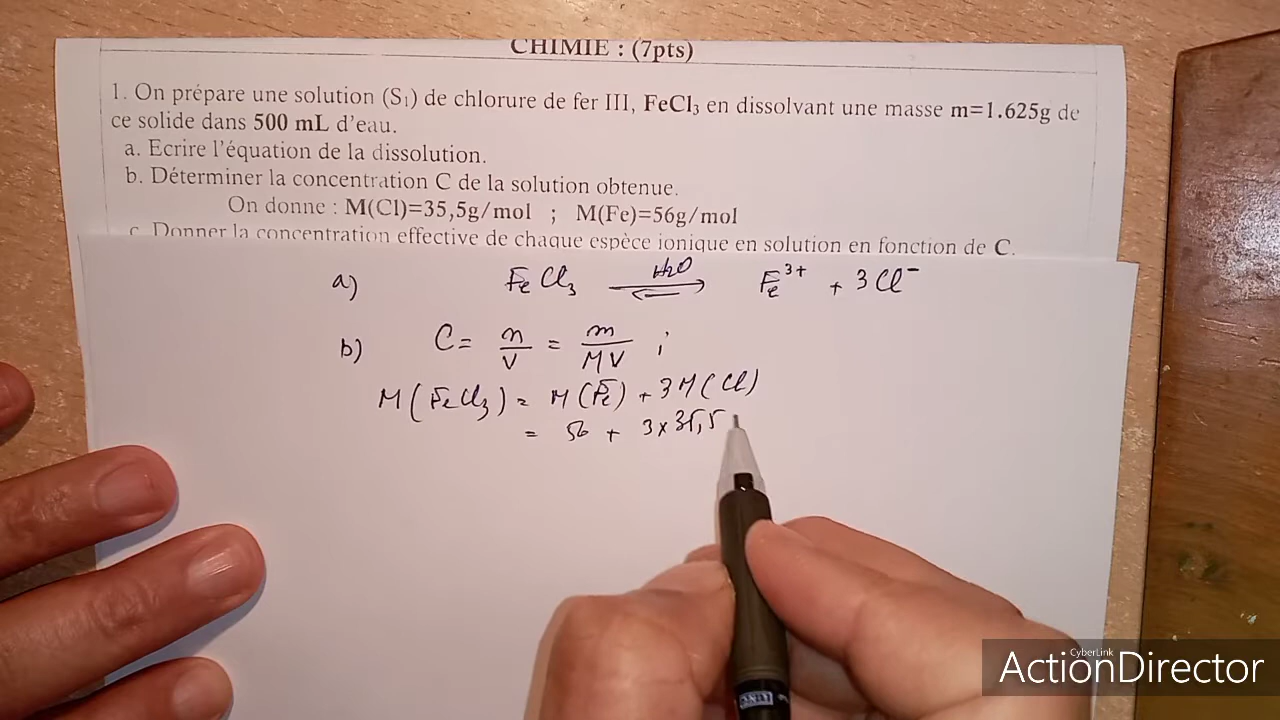 CHIMIE : (7pts)
1. On prépare une solution (S₁) de chlorure de fer III, FeCl₃ en dissolvant une masse m=1.625g de
ce solide dans 500 mL d'eau.
a. Ecrire l'équation de la dissolution.
b. Déterminer la concentration C de la solution obtenue.
On donne : M(Cl)=35,5g/mol ; M(Fe)=56g/mol
c. Donner la concentration effective de chaque espèce ionique en solution en fonction de C.
a) FeCl₃ ⇌ H₂O Fe³⁺ + 3Cl⁻
b) C = n/V = m/MV ;
M(FeCl₃) = M(Fe) + 3M(Cl)
= 56 + 3×35,5
CyberLink
ActionDirector